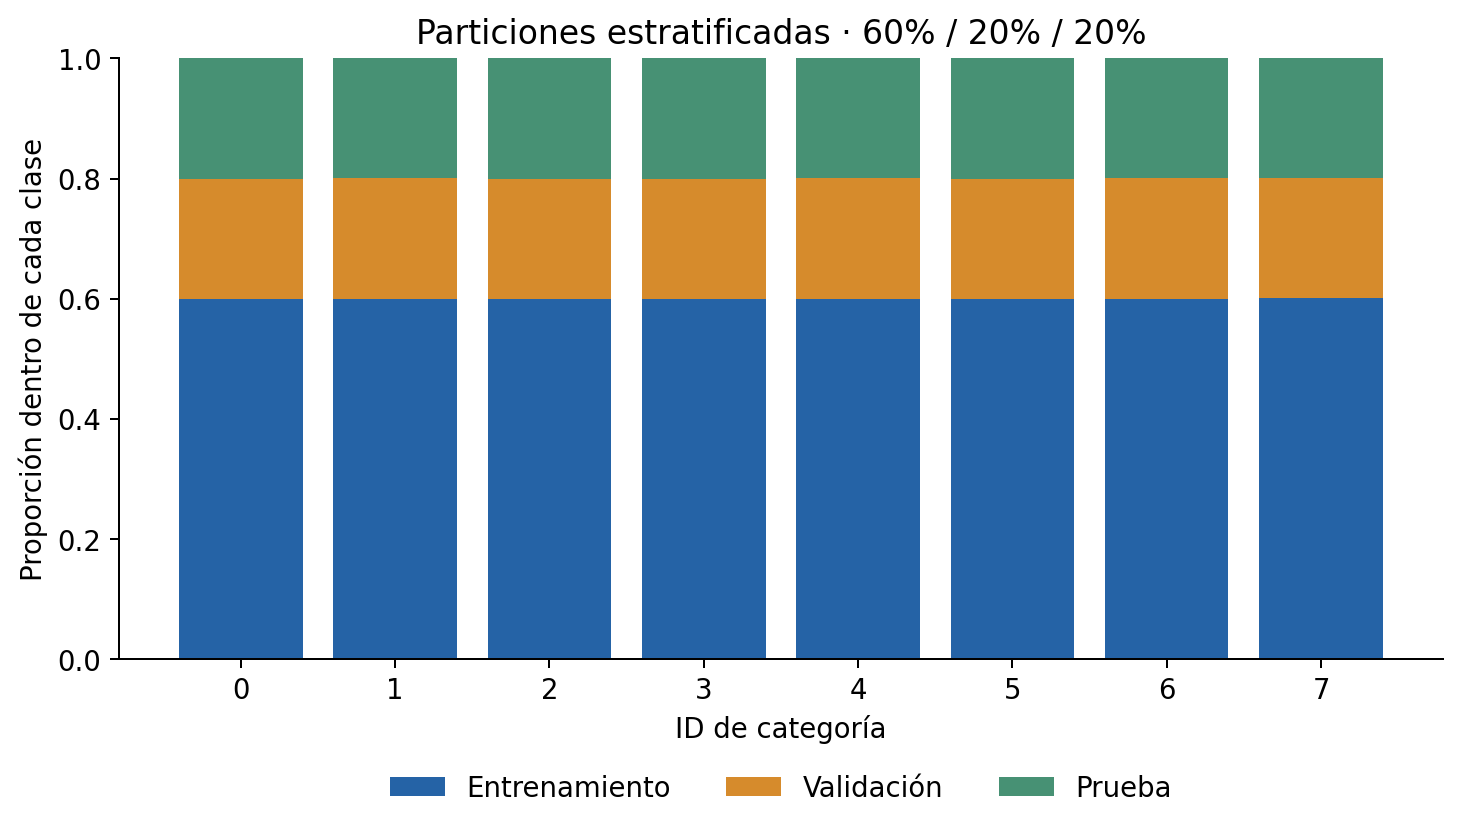 Particiones estratificadas · 60% / 20% / 20%
Proporción dentro de cada clase
1.0
0.8
0.6
0.4
0.2
0.0
0 1 2 3 4 5 6 7
ID de categoría
Entrenamiento Validación Prueba